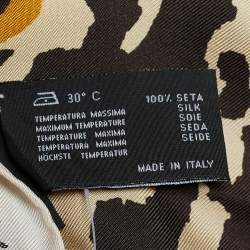 30° C
TEMPERATURA MASSIMA
MAXIMUM TEMPERATURE
TEMPERATURE MAXIMA
TEMPERATURA MÁXIMA
HÖCHSTE TEMPERATUR
100% SETA
SILK
SOIE
SEDA
SEIDE
MADE IN ITALY